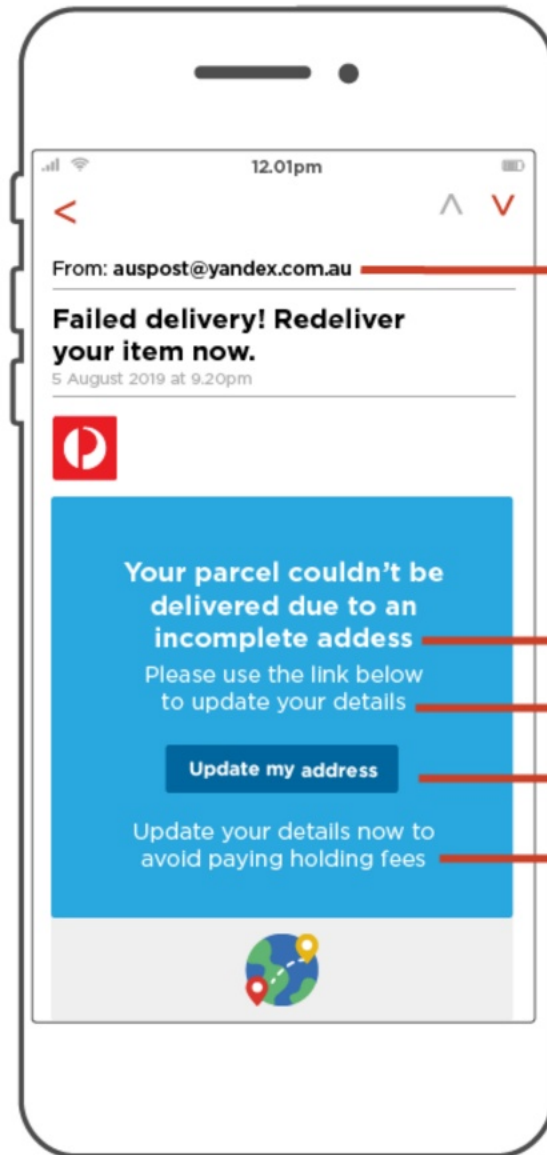 12.01pm
From: auspost@yandex.com.au
Failed delivery! Redeliver
your item now.
5 August 2019 at 9.20pm
Your parcel couldn't be
delivered due to an
incomplete addess
Please use the link below
to update your details
Update my address
Update your details now to
avoid paying holding fees